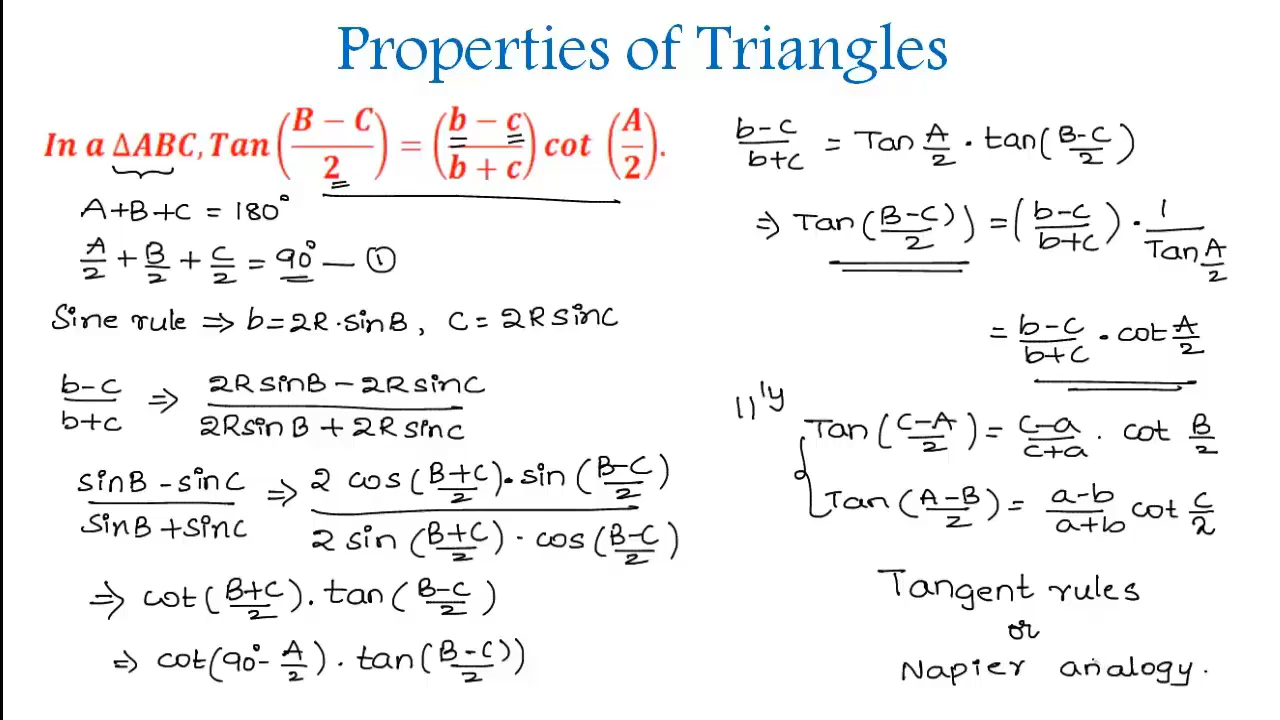 Properties of Triangles
In a ΔABC, Tan((B − C)/2) = ((b − c)/(b + c)) cot (A/2).
A+B+C = 180°
A/2 + B/2 + C/2 = 90° — ①
Sine rule ⇒ b=2R·sinB, C = 2R sinC
(b-c)/(b+c) ⇒ (2R sinB − 2R sinC)/(2R sinB + 2R sinC)
(sinB - sinC)/(sinB + sinC) ⇒ (2 cos(B+C/2)·sin(B-C/2))/(2 sin(B+C/2)·cos(B-C/2))
⇒ cot(B+C/2)·tan(B-C/2)
⇒ cot(90°- A/2)·tan(B-C/2))
(b-c)/(b+c) = Tan A/2 · tan(B-C/2)
⇒ Tan(B-C/2) = (b-c/b+c) · 1/(Tan A/2)
= (b-c)/(b+c) · cot A/2
|||ly
Tan(C-A/2) = (c-a)/(c+a) · cot B/2
Tan(A-B/2) = (a-b)/(a+b) cot C/2
Tangent rules
or
Napier analogy.